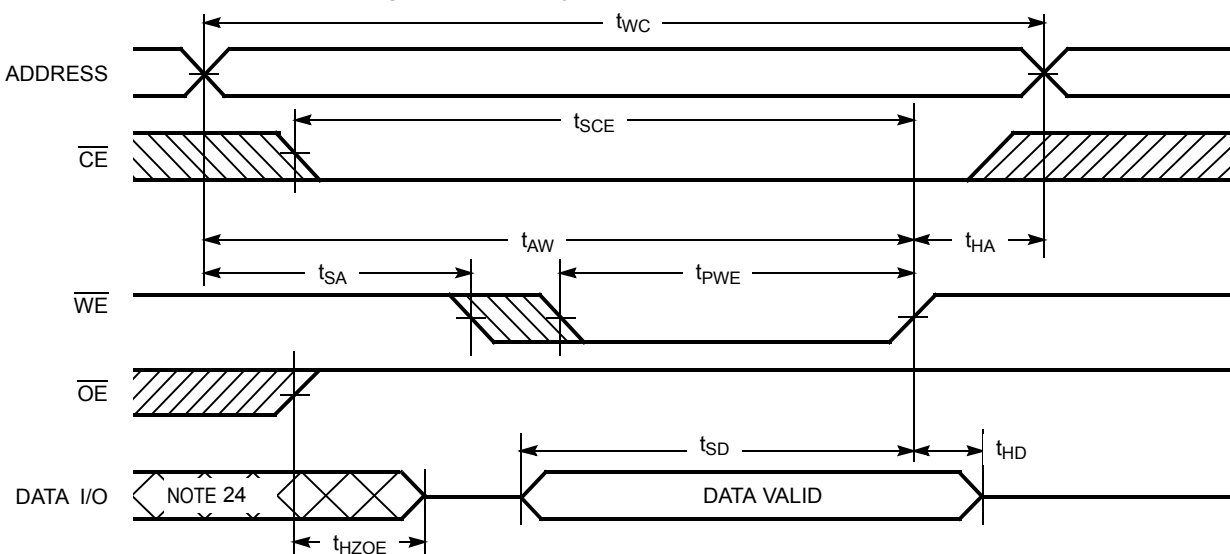 tWC
ADDRESS
tSCE
CE
tAW
tHA
tSA
tPWE
WE
OE
tSD
tHD
DATA I/O
NOTE 24
DATA VALID
tHZOE